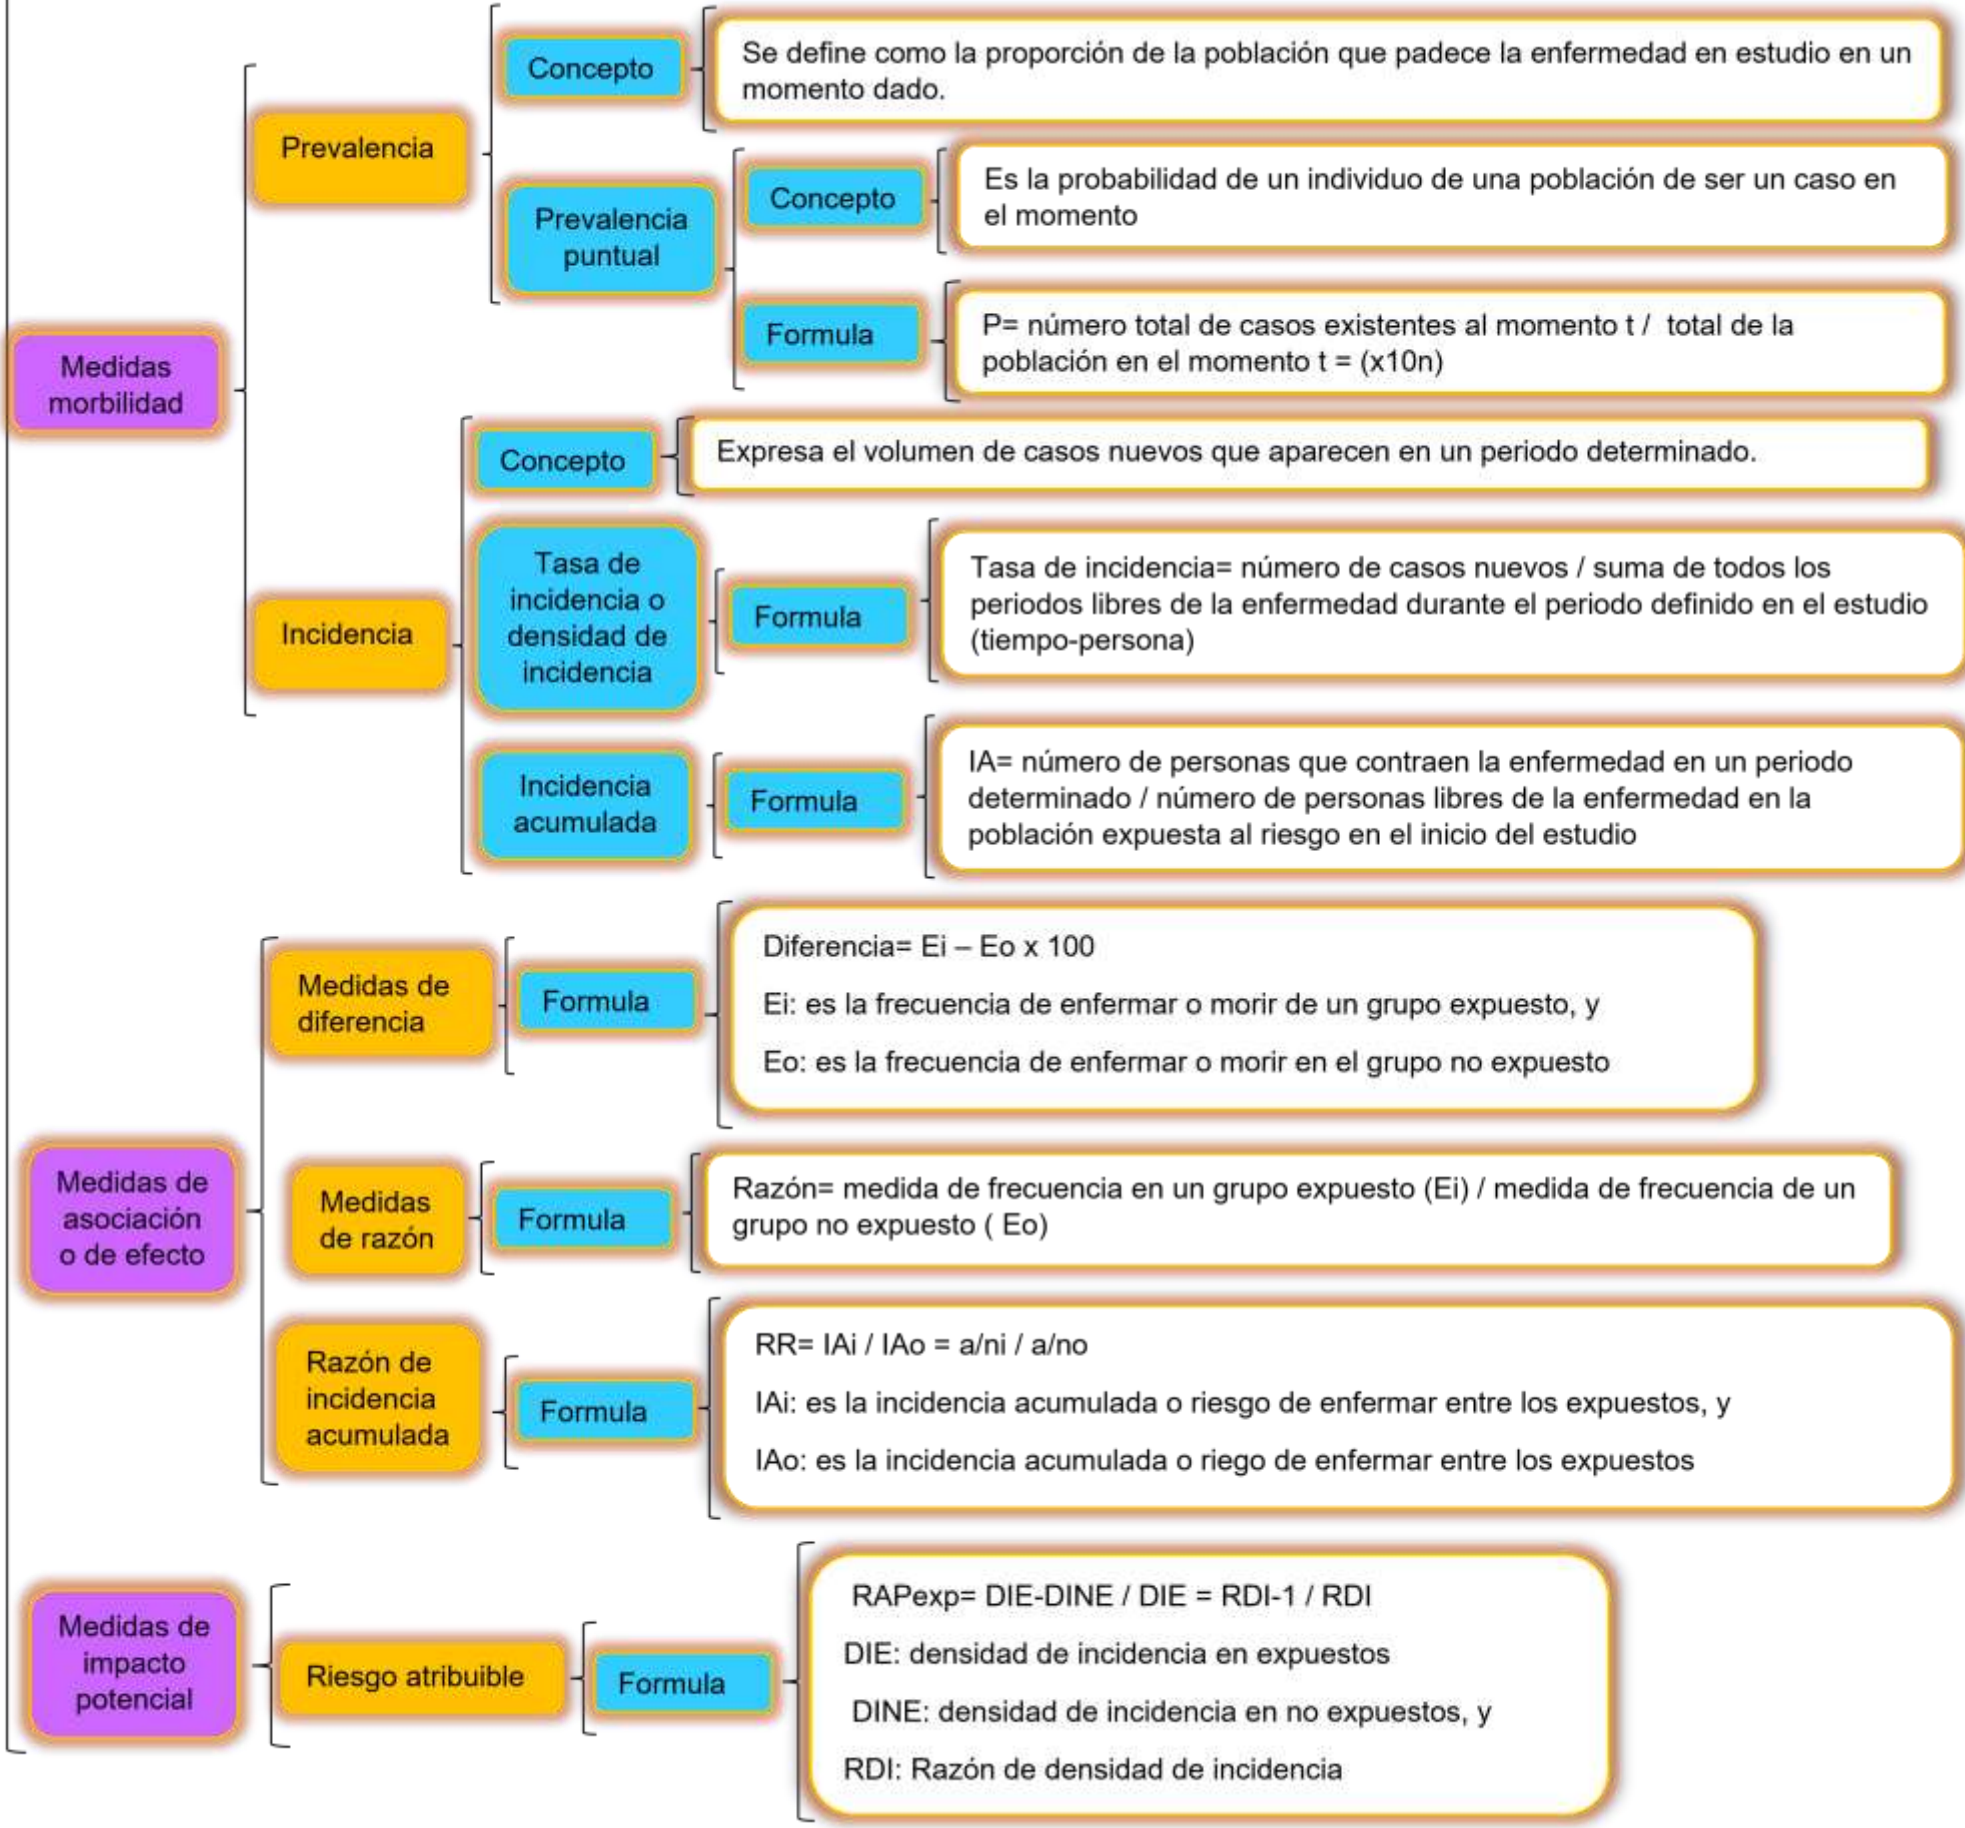 Medidas
morbilidad
Prevalencia
Concepto
Se define como la proporción de la población que padece la enfermedad en estudio en un
momento dado.
Prevalencia
puntual
Concepto
Es la probabilidad de un individuo de una población de ser un caso en
el momento
Formula
P= número total de casos existentes al momento t / total de la
población en el momento t = (x10n)
Incidencia
Concepto
Expresa el volumen de casos nuevos que aparecen en un periodo determinado.
Tasa de
incidencia o
densidad de
incidencia
Formula
Tasa de incidencia= número de casos nuevos / suma de todos los
periodos libres de la enfermedad durante el periodo definido en el estudio
(tiempo-persona)
Incidencia
acumulada
Formula
IA= número de personas que contraen la enfermedad en un periodo
determinado / número de personas libres de la enfermedad en la
población expuesta al riesgo en el inicio del estudio
Medidas de
asociación
o de efecto
Medidas de
diferencia
Formula
Diferencia= Ei – Eo x 100
Ei: es la frecuencia de enfermar o morir de un grupo expuesto, y
Eo: es la frecuencia de enfermar o morir en el grupo no expuesto
Medidas
de razón
Formula
Razón= medida de frecuencia en un grupo expuesto (Ei) / medida de frecuencia de un
grupo no expuesto ( Eo)
Razón de
incidencia
acumulada
Formula
RR= IAi / IAo = a/ni / a/no
IAi: es la incidencia acumulada o riesgo de enfermar entre los expuestos, y
IAo: es la incidencia acumulada o riego de enfermar entre los expuestos
Medidas de
impacto
potencial
Riesgo atribuible
Formula
RAPexp= DIE-DINE / DIE = RDI-1 / RDI
DIE: densidad de incidencia en expuestos
DINE: densidad de incidencia en no expuestos, y
RDI: Razón de densidad de incidencia